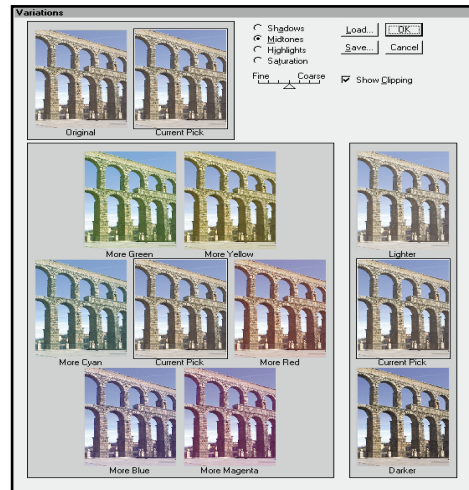 Variations
Shadows
Midtones
Highlights
Saturation
Fine Coarse
Load... OK
Save... Cancel
Show Clipping
Original Current Pick
More Green More Yellow
Lighter
More Cyan Current Pick More Red
Current Pick
More Blue More Magenta
Darker